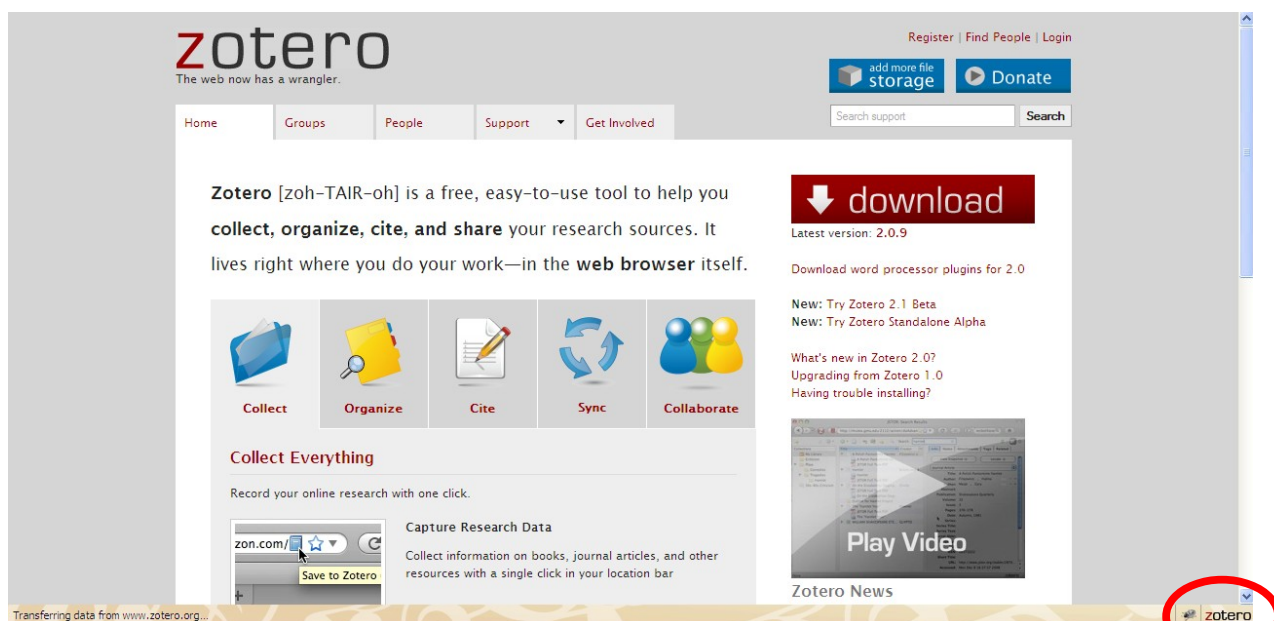 zotero
The web now has a wrangler.
Register | Find People | Login
add more file
storage
Donate
Home
Groups
People
Support
Get Involved
Search support
Search
Zotero [zoh-TAIR-oh] is a free, easy-to-use tool to help you
collect, organize, cite, and share your research sources. It
lives right where you do your work—in the web browser itself.
download
Latest version: 2.0.9
Download word processor plugins for 2.0
New: Try Zotero 2.1 Beta
New: Try Zotero Standalone Alpha
What's new in Zotero 2.0?
Upgrading from Zotero 1.0
Having trouble installing?
Collect
Organize
Cite
Sync
Collaborate
Collect Everything
Record your online research with one click.
zon.com/
Save to Zotero
Capture Research Data
Collect information on books, journal articles, and other
resources with a single click in your location bar
Play Video
Zotero News
Transferring data from www.zotero.org...
zotero